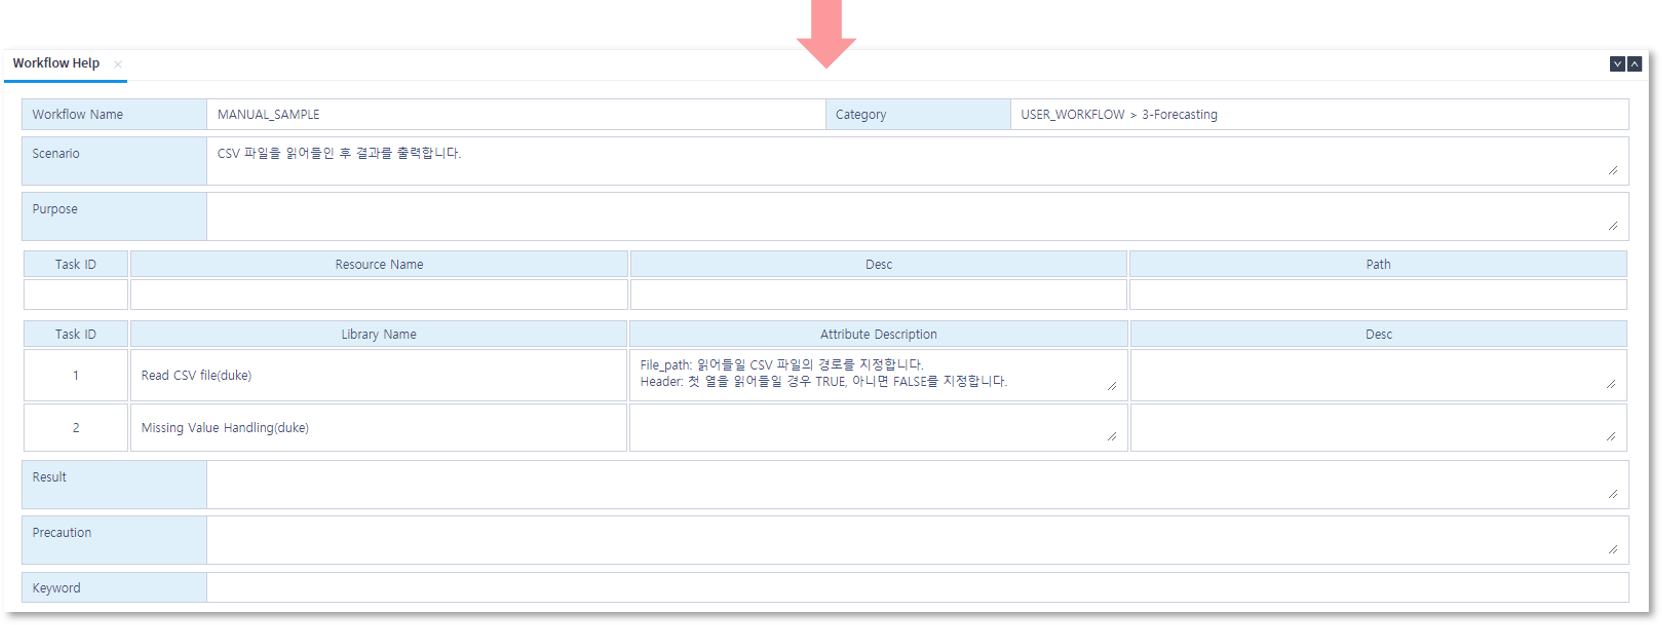 Workflow Help
Workflow Name MANUAL_SAMPLE Category USER_WORKFLOW > 3-Forecasting
Scenario CSV 파일을 읽어들인 후 결과를 출력합니다.
Purpose
Task ID Resource Name Desc Path
Task ID Library Name Attribute Description Desc
1 Read CSV file(duke) File_path: 읽어들일 CSV 파일의 경로를 지정합니다.
Header: 첫 열을 읽어들일 경우 TRUE, 아니면 FALSE를 지정합니다.
2 Missing Value Handling(duke)
Result
Precaution
Keyword